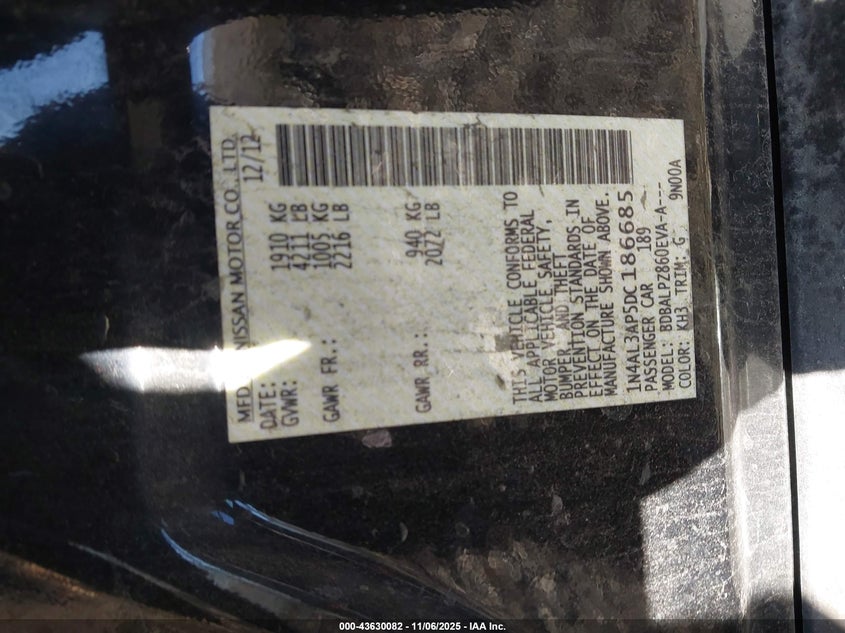 MFD. NISSAN MOTOR CO., LTD.
DATE: 12/12
GVWR: 1910 KG
4211 LB
GAWR FR.: 1005 KG
2216 LB
GAWR RR.: 940 KG
2072 LB
THIS VEHICLE CONFORMS TO
ALL APPLICABLE FEDERAL
MOTOR VEHICLE SAFETY,
BUMPER, AND THEFT
PREVENTION STANDARDS IN
EFFECT ON THE DATE OF
MANUFACTURE SHOWN ABOVE.
1N4AL3AP5DC186685
PASSENGER CAR 189
MODEL: BDBALPZ860EVA-A---
COLOR: KH3 TRIM: G 9N00A
000-43630082 - 11/06/2025 - IAA Inc.